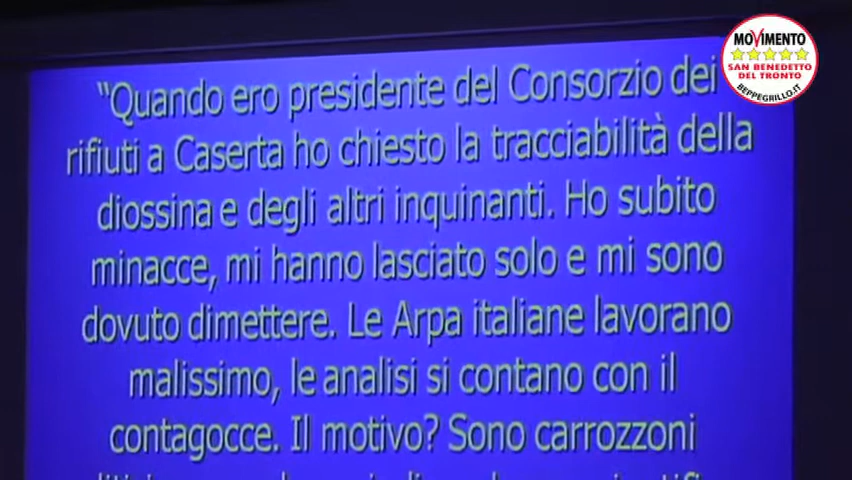 MOVIMENTO
SAN BENEDETTO
DEL TRONTO
BEPPEGRILLO.IT
"Quando ero presidente del Consorzio dei
rifiuti a Caserta ho chiesto la tracciabilità della
diossina e degli altri inquinanti. Ho subito
minacce, mi hanno lasciato solo e mi sono
dovuto dimettere. Le Arpa italiane lavorano
malissimo, le analisi si contano con il
contagocce. Il motivo? Sono carrozzoni